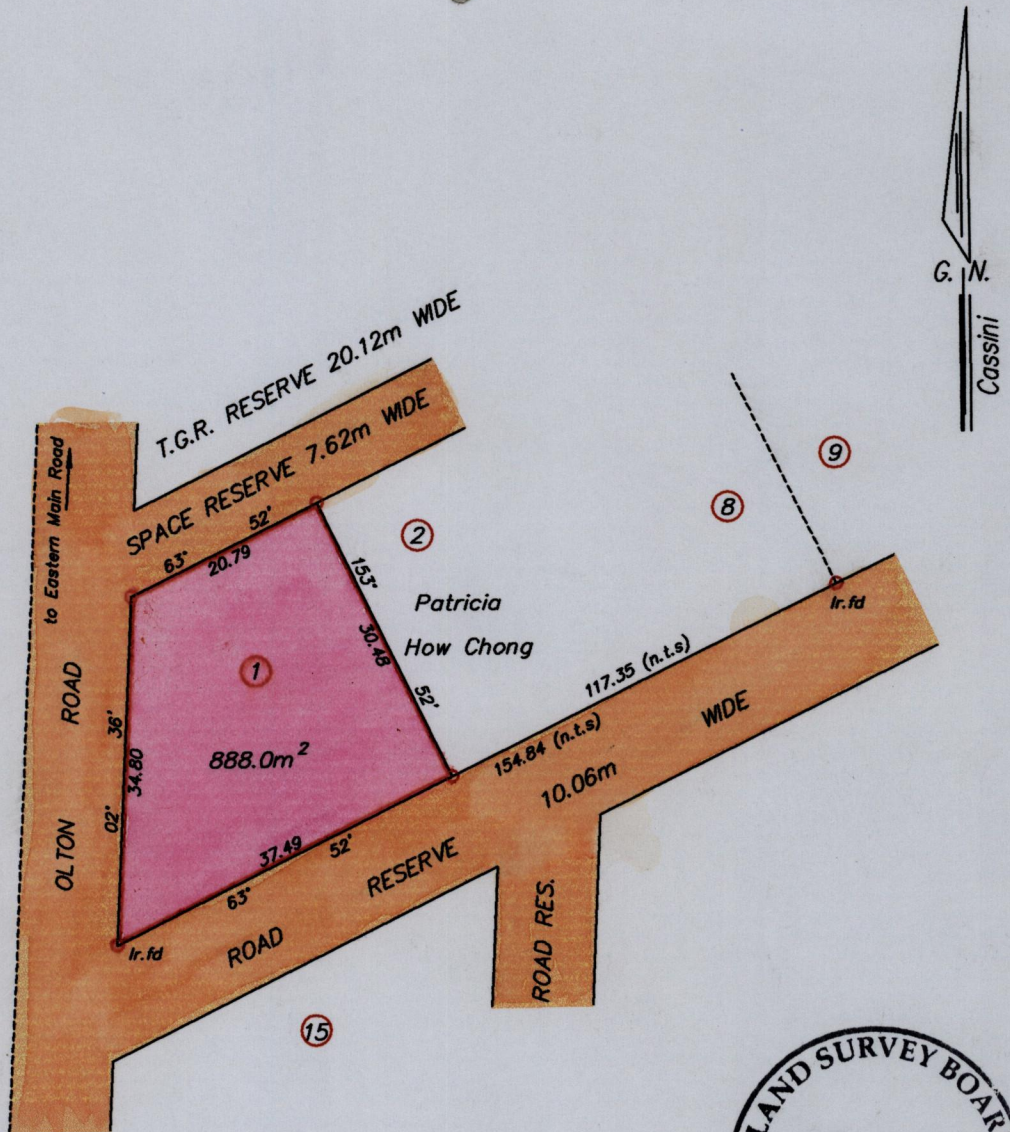 G. N.
Cassini
T.G.R. RESERVE 20.12m WIDE
SPACE RESERVE 7.62m WIDE
to Eastern Main Road
OLTON ROAD
63° 52'
20.79
153° 52'
30.48
02° 36'
34.80
63° 52'
37.49
1
888.0m²
2
Patricia
How Chong
8
9
Ir.fd
117.35 (n.t.s)
154.84 (n.t.s)
ROAD RESERVE 10.06m WIDE
Ir.fd
ROAD RES.
15
LAND SURVEY BOAR